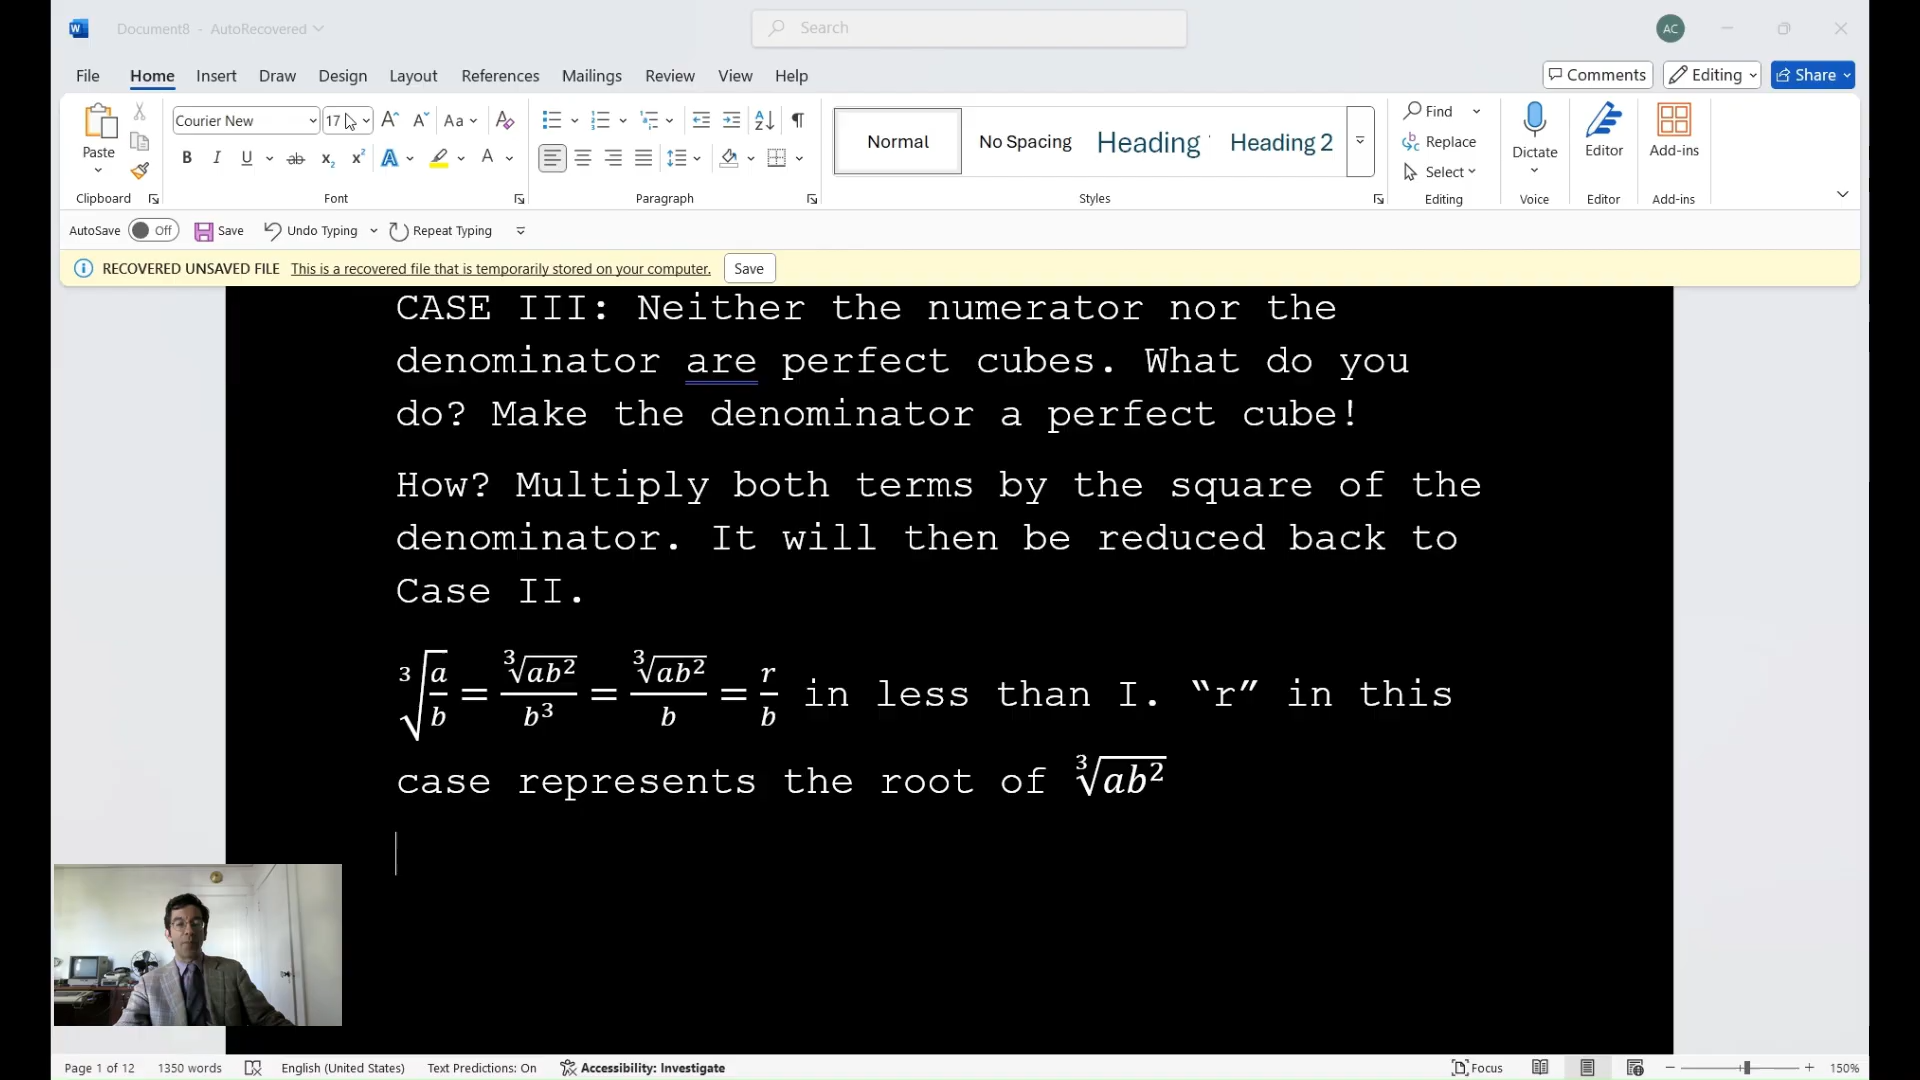 Document8 - AutoRecovered
Search
AC
File Home Insert Draw Design Layout References Mailings Review View Help
Comments Editing Share
Paste
Clipboard
Courier New 17
Aa
B I U ab x₂ x² A A
Font
Paragraph
Normal No Spacing Heading Heading 2
Styles
Find
Replace
Select
Editing
Dictate
Voice
Editor
Editor
Add-ins
Add-ins
AutoSave Off Save Undo Typing Repeat Typing
RECOVERED UNSAVED FILE This is a recovered file that is temporarily stored on your computer. Save
CASE III: Neither the numerator nor the
denominator are perfect cubes. What do you
do? Make the denominator a perfect cube!
How? Multiply both terms by the square of the
denominator. It will then be reduced back to
Case II.
∛(a/b) = ∛(ab²)/b³ = ∛(ab²)/b = r/b in less than I. “r” in this
case represents the root of ∛(ab²)
Page 1 of 12 1350 words English (United States) Text Predictions: On Accessibility: Investigate Focus 150%